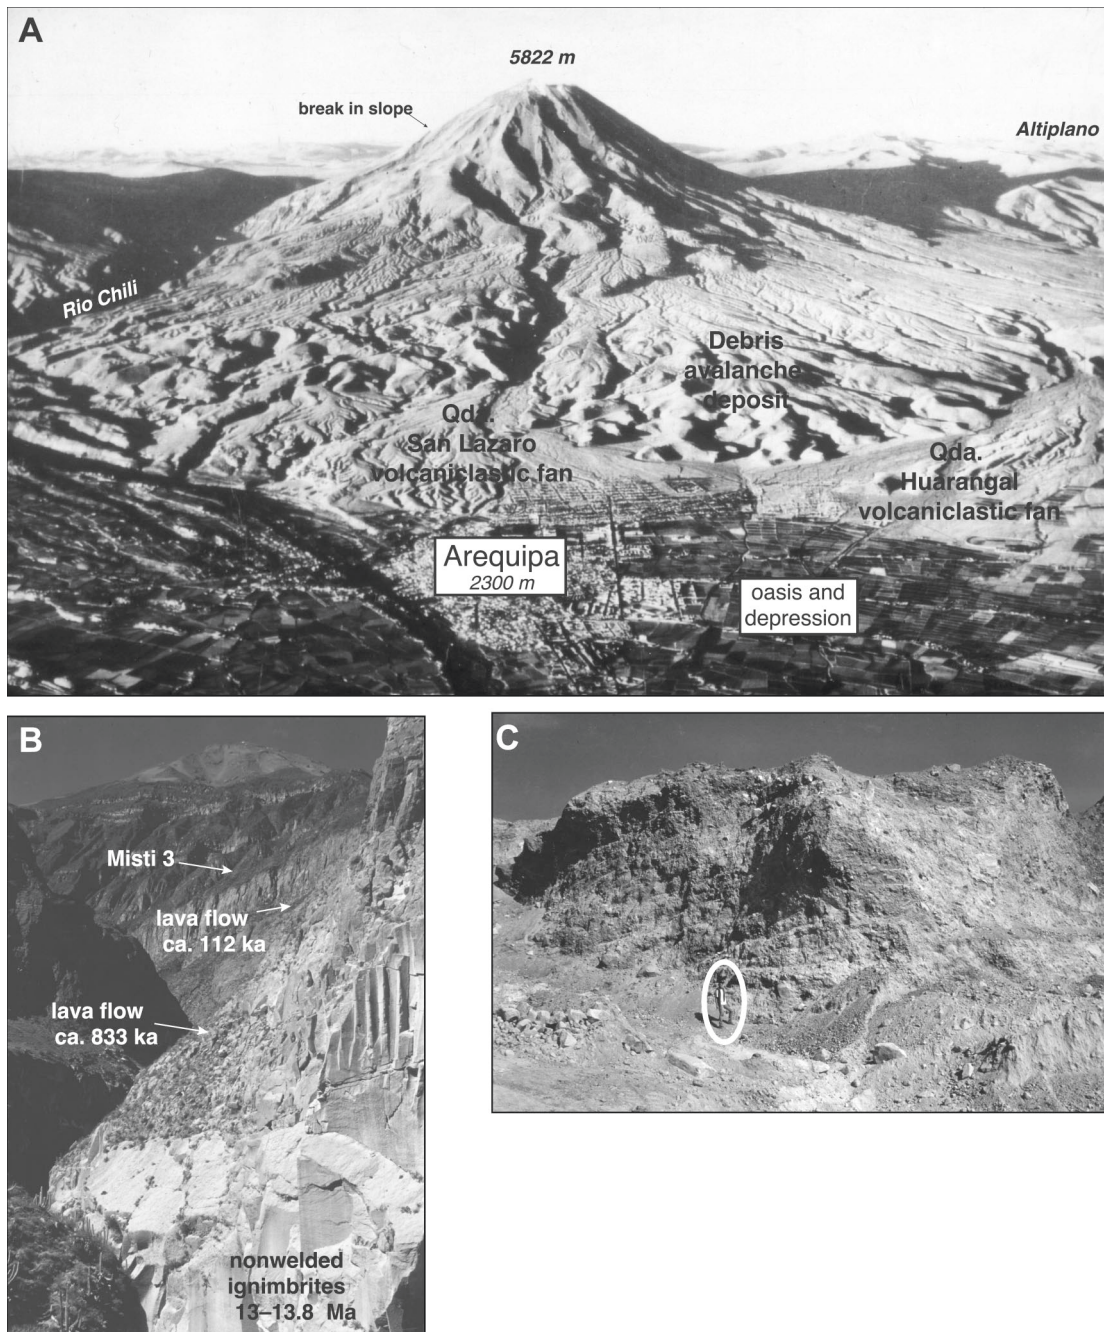 A
5822 m
break in slope
Altiplano
Rio Chili
Debris
avalanche
deposit
Qda.
San Lazaro
volcaniclastic fan
Qda.
Huarangal
volcaniclastic fan
Arequipa
2300 m
oasis and
depression
B
Misti 3
lava flow
ca. 112 ka
lava flow
ca. 833 ka
nonwelded
ignimbrites
13–13.8 Ma
C